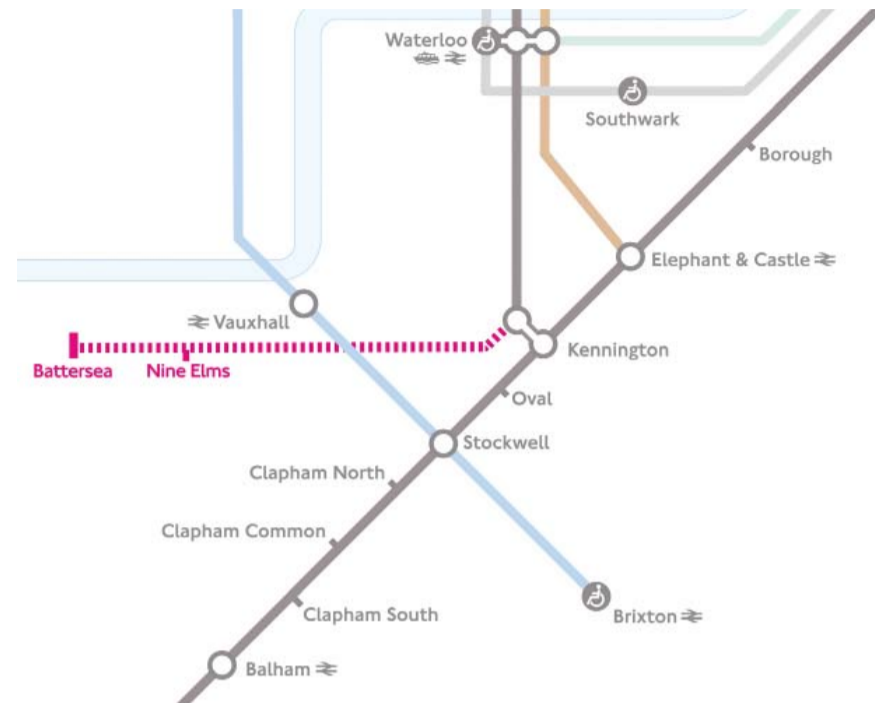 Waterloo
Southwark
Borough
Elephant & Castle
Vauxhall
Battersea
Nine Elms
Kennington
Oval
Stockwell
Clapham North
Clapham Common
Clapham South
Brixton
Balham